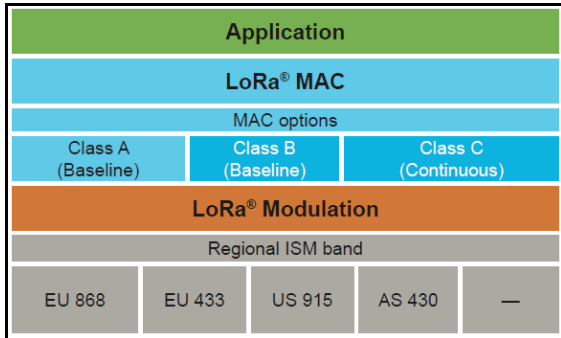 Application
LoRa® MAC
MAC options
Class A
(Baseline)
Class B
(Baseline)
Class C
(Continuous)
LoRa® Modulation
Regional ISM band
EU 868
EU 433
US 915
AS 430
—